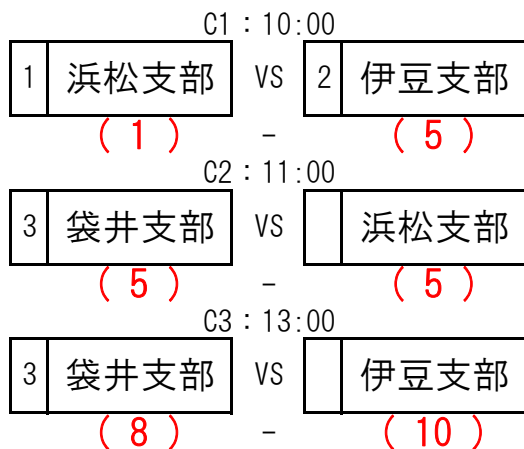 C1：10:00
1 浜松支部 VS 2 伊豆支部
( 1 ) - ( 5 )
C2：11:00
3 袋井支部 VS 浜松支部
( 5 ) - ( 5 )
C3：13:00
3 袋井支部 VS 伊豆支部
( 8 ) - ( 10 )